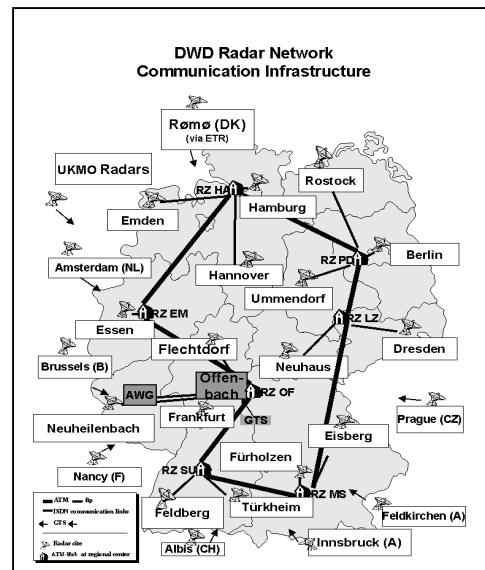 DWD Radar Network
Communication Infrastructure
Rømø (DK)
(via ETR)
UKMO Radars
Rostock
RZ HA
Emden
Hamburg
Berlin
RZ PD
Amsterdam (NL)
Hannover
Ummendorf
RZ EM
RZ LZ
Essen
Flechtdorf
Neuhaus
Dresden
Brussels (B)
AWG
Offen-
bach
RZ OF
Neuheilenbach
Frankfurt
GTS
Prague (CZ)
Eisberg
Fürholzen
Nancy (F)
RZ SU
RZ MS
Feldberg
Türkheim
Feldkirchen (A)
Albis (CH)
Innsbruck (A)
ATM
ftp
ISDN communication links
GTS
Radar site
ATM-Hub at regional center